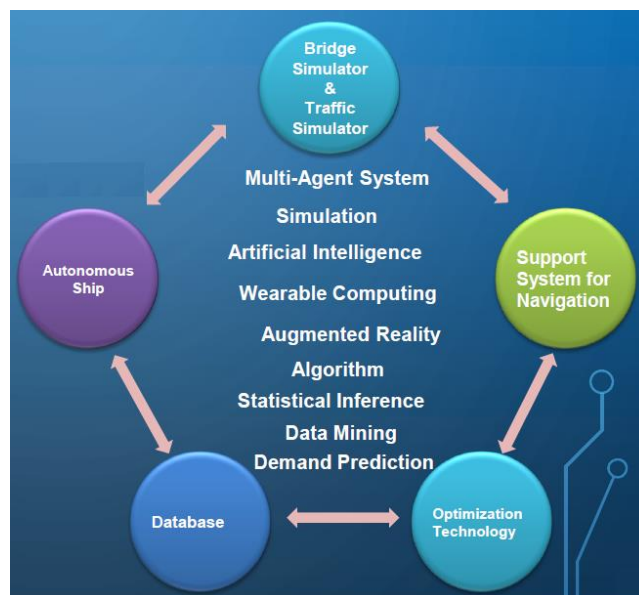 Bridge
Simulator
&
Traffic
Simulator
Multi-Agent System
Simulation
Artificial Intelligence
Wearable Computing
Augmented Reality
Algorithm
Statistical Inference
Data Mining
Demand Prediction
Autonomous
Ship
Support
System for
Navigation
Database
Optimization
Technology